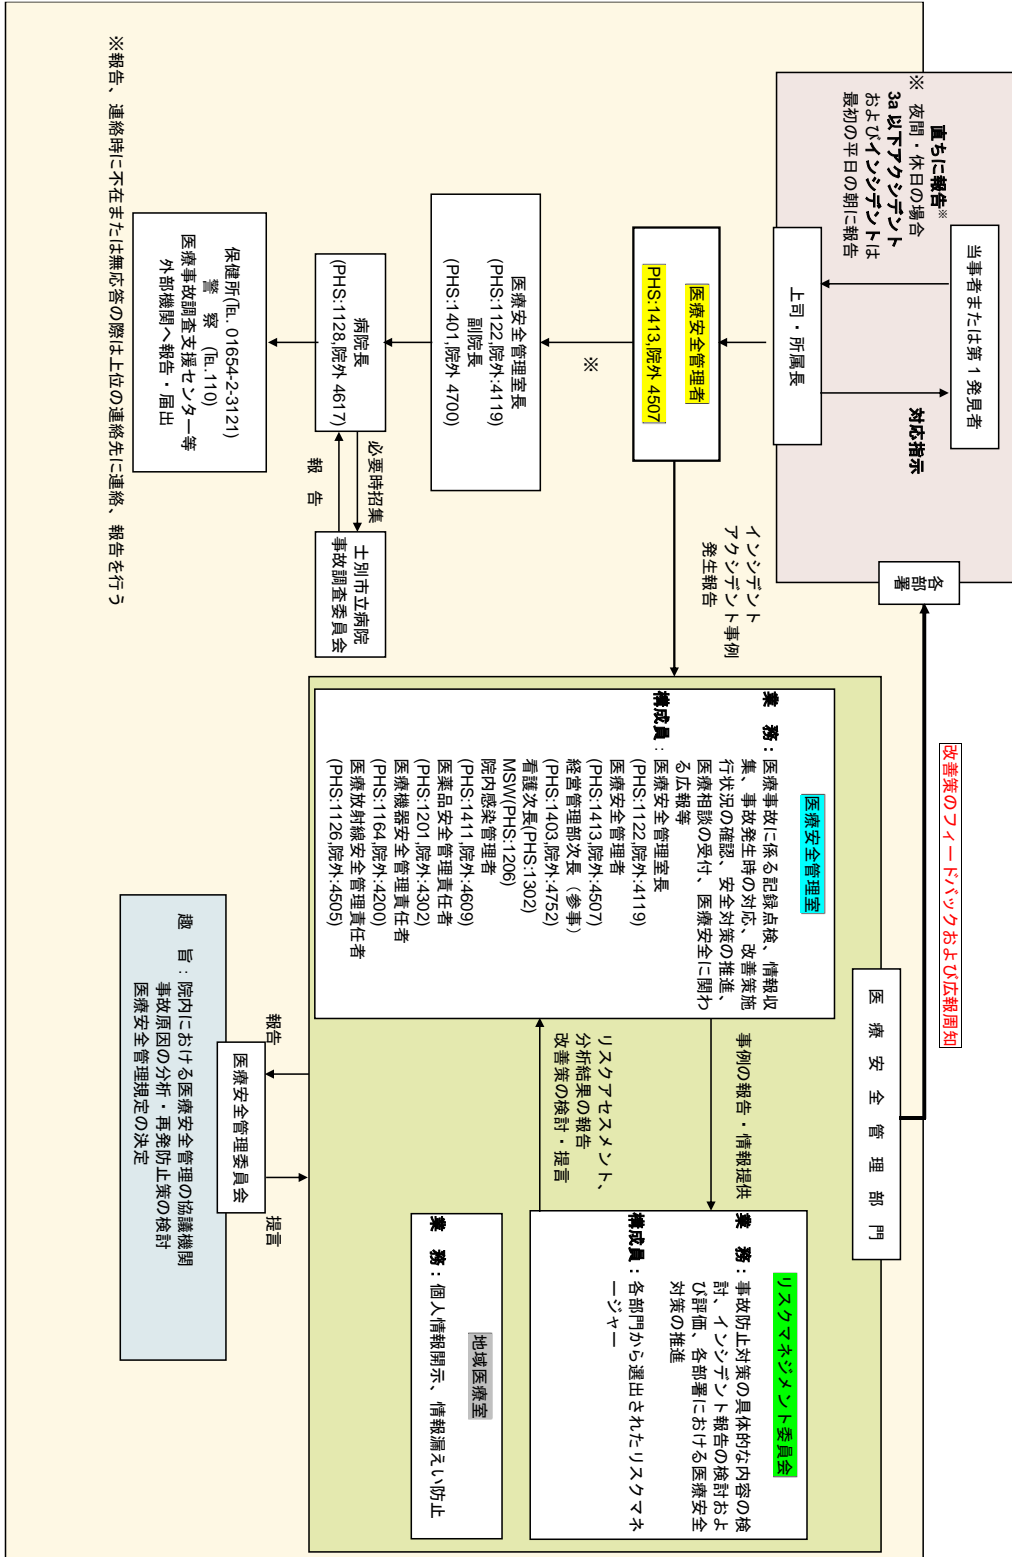 改善策のフィードバックおよび広報周知
直ちに報告※
※ 夜間・休日の場合
3a 以下アクシデント
およびインシデントは
最初の平日の朝に報告
当事者または第1発見者
対応指示
上司・所属長
各部署
医療安全管理部門
医療安全管理者
PHS:1413,院外 4507
※
インシデント
アクシデント事例
発生報告
医療安全管理室長
(PHS:1122,院外:4119)
副院長
(PHS:1401,院外 4700)
病院長
(PHS:1128,院外 4617)
必要時招集
報 告
士別市立病院
事故調査委員会
保健所(℡. 01654-2-3121)
警 察 (℡.110)
医療事故調査支援センター等
外部機関へ報告・届出
※報告、連絡時に不在または無応答の際は上位の連絡先に連絡、報告を行う
医療安全管理室
業 務：医療事故に係る記録点検、情報収
集、事故発生時の対応、改善策施
行状況の確認、安全対策の推進、
医療相談の受付、医療安全に関わ
る広報等
構成員：医療安全管理室長
(PHS:1122,院外:4119)
医療安全管理者
(PHS:1413,院外:4507)
経営管理部次長（参事）
(PHS:1403,院外:4752)
看護次長(PHS:1302)
MSW(PHS:1206)
院内感染管理者
(PHS:1411,院外:4609)
医薬品安全管理責任者
(PHS:1201,院外:4302)
医療機器安全管理責任者
(PHS:1164,院外:4200)
医療放射線安全管理責任者
(PHS:1126,院外:4505)
事例の報告・情報提供
リスクアセスメント、
分析結果の報告
改善策の検討・提言
リスクマネジメント委員会
業 務：事故防止対策の具体的な内容の検
討、インシデント報告の検討およ
び評価、各部署における医療安全
対策の推進
構成員：各部門から選出されたリスクマネ
ージャー
地域医療室
業 務：個人情報開示、情報漏えい防止
報告
提言
医療安全管理委員会
趣 旨：院内における医療安全管理の協議機関
事故原因の分析・再発防止策の検討
医療安全管理規定の決定